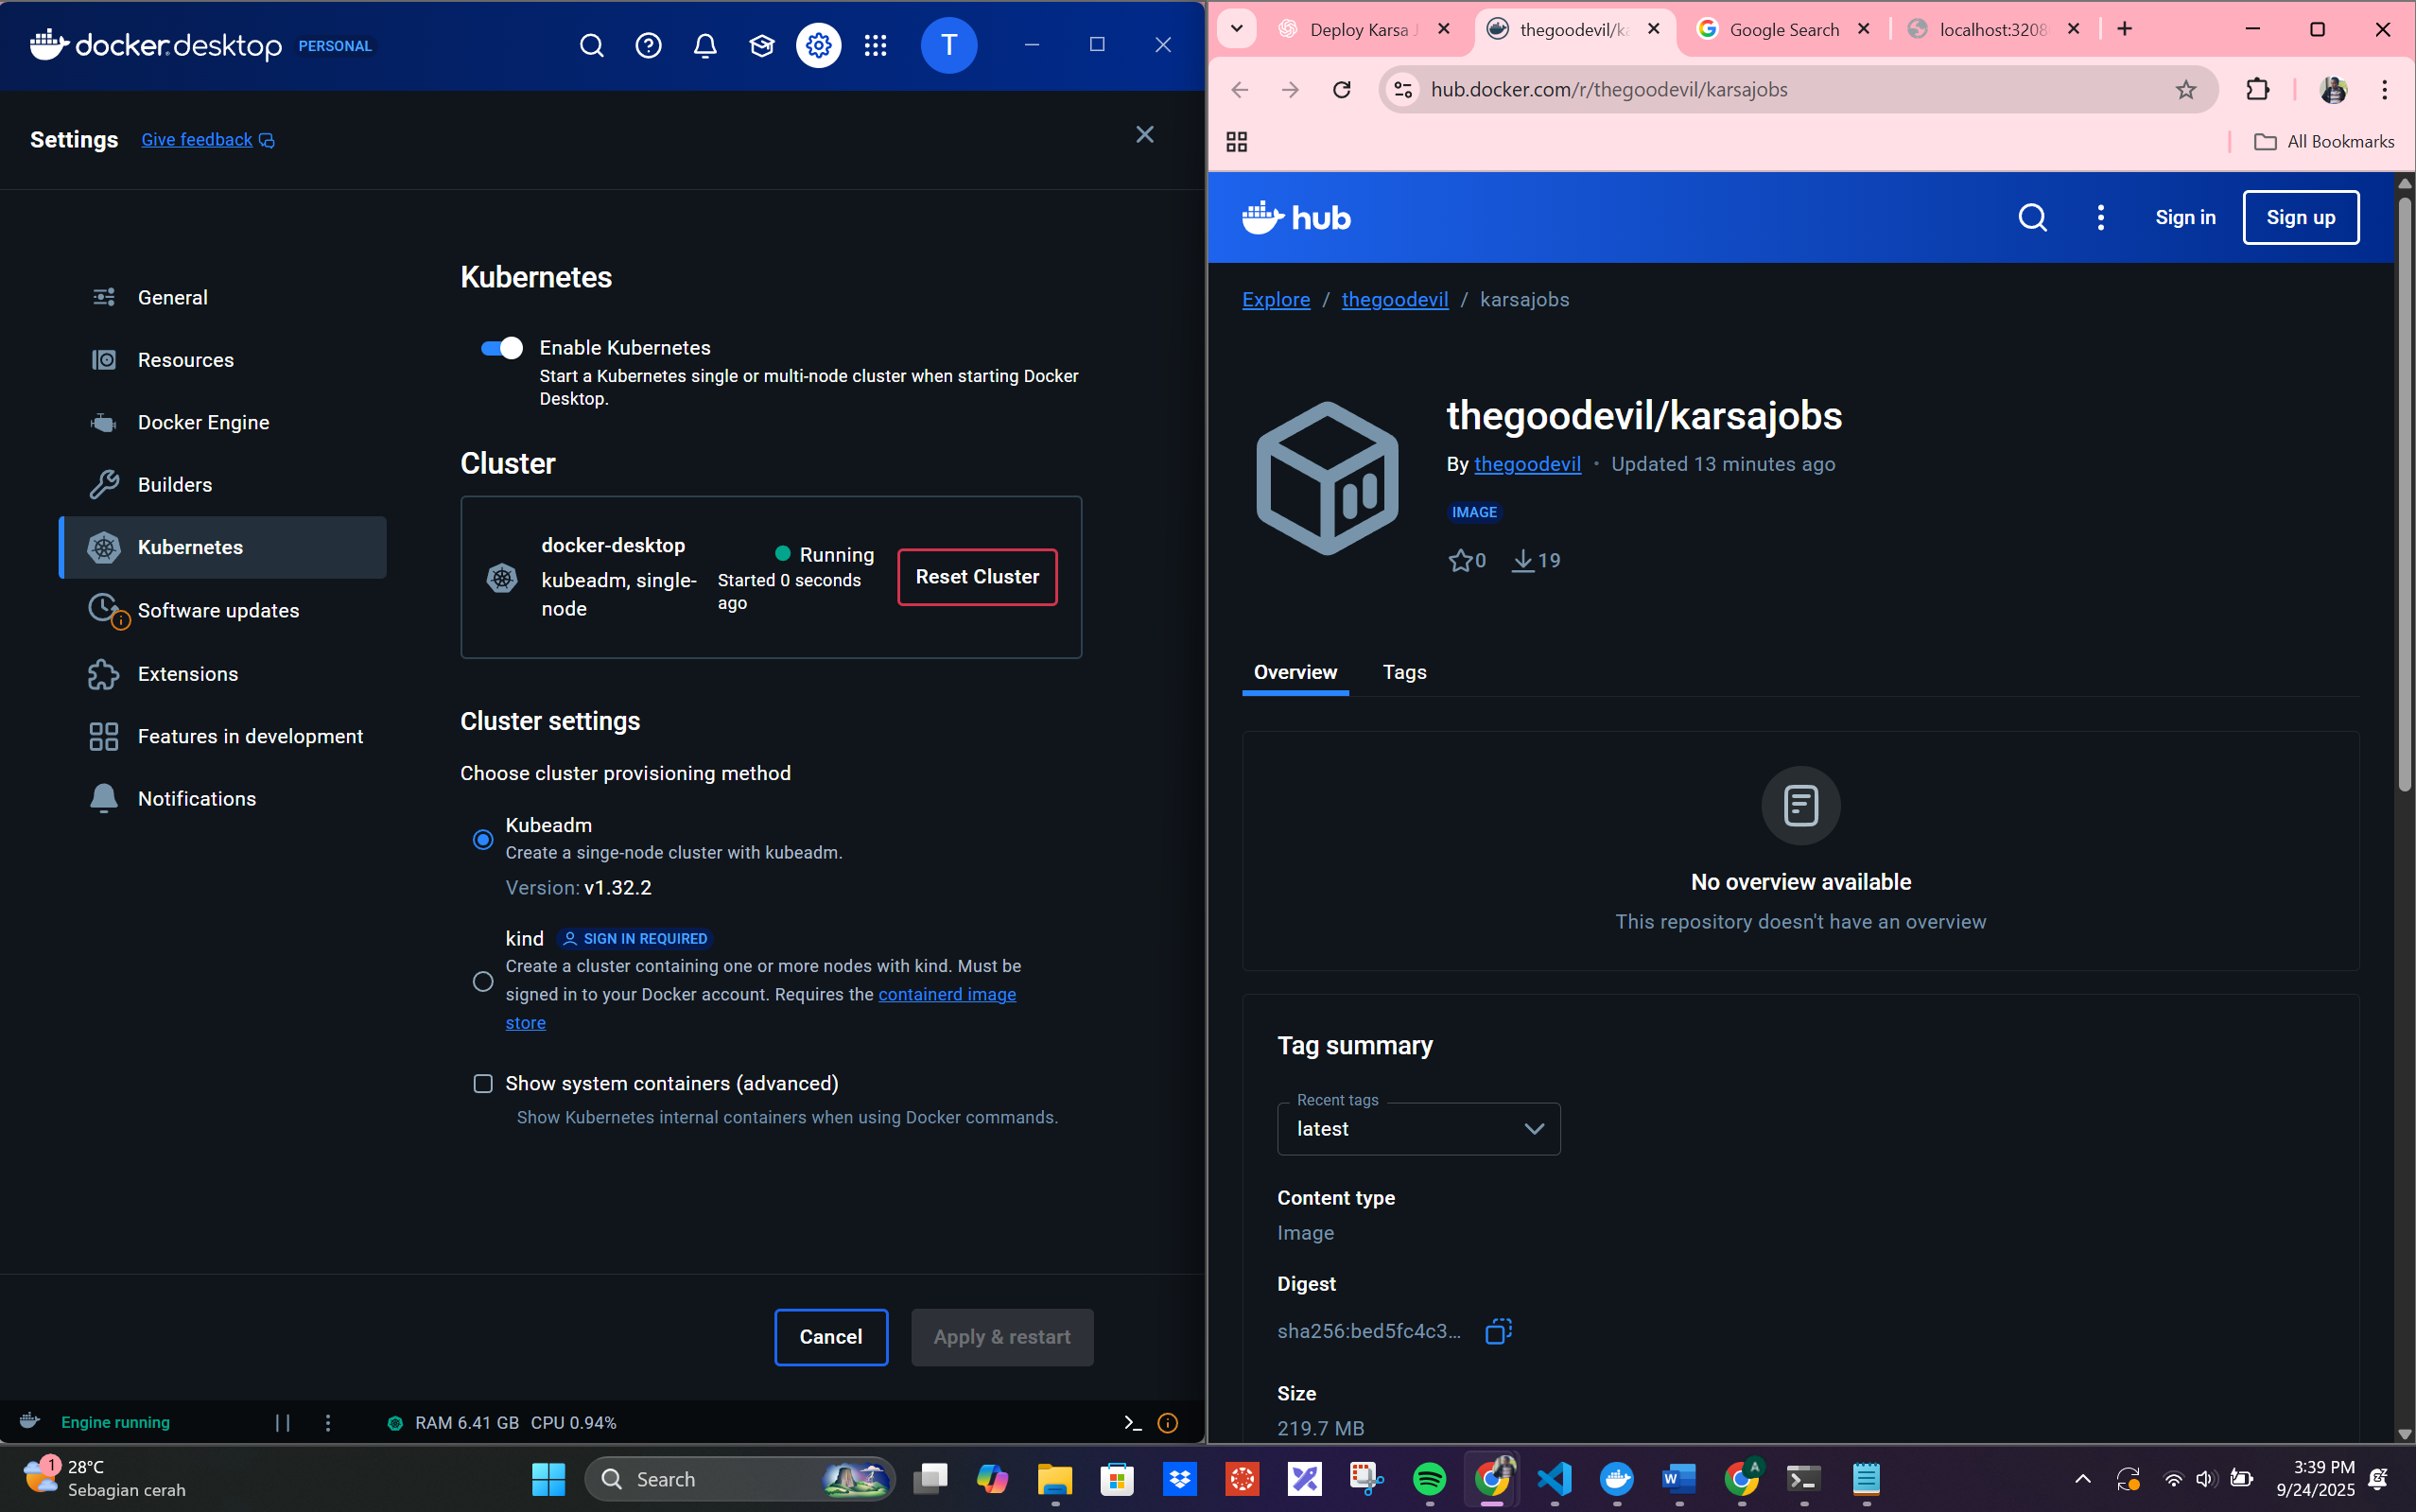 docker.desktop PERSONAL
T
Settings Give feedback
General
Resources
Docker Engine
Builders
Kubernetes
Software updates
Extensions
Features in development
Notifications
Kubernetes
Enable Kubernetes
Start a Kubernetes single or multi-node cluster when starting Docker
Desktop.
Cluster
docker-desktop
kubeadm, single-
node
Running
Started 0 seconds
ago
Reset Cluster
Cluster settings
Choose cluster provisioning method
Kubeadm
Create a singe-node cluster with kubeadm.
Version: v1.32.2
kind SIGN IN REQUIRED
Create a cluster containing one or more nodes with kind. Must be
signed in to your Docker account. Requires the containerd image
store
Show system containers (advanced)
Show Kubernetes internal containers when using Docker commands.
Cancel Apply & restart
Engine running RAM 6.41 GB CPU 0.94%
Deploy Karsa J thegoodevil/ka Google Search localhost:3208
hub.docker.com/r/thegoodevil/karsajobs
All Bookmarks
hub Sign in Sign up
Explore / thegoodevil / karsajobs
thegoodevil/karsajobs
By thegoodevil • Updated 13 minutes ago
IMAGE
0 19
Overview Tags
No overview available
This repository doesn't have an overview
Tag summary
Recent tags
latest
Content type
Image
Digest
sha256:bed5fc4c3...
Size
219.7 MB
1
28°C
Sebagian cerah
Search
A
3:39 PM
9/24/2025